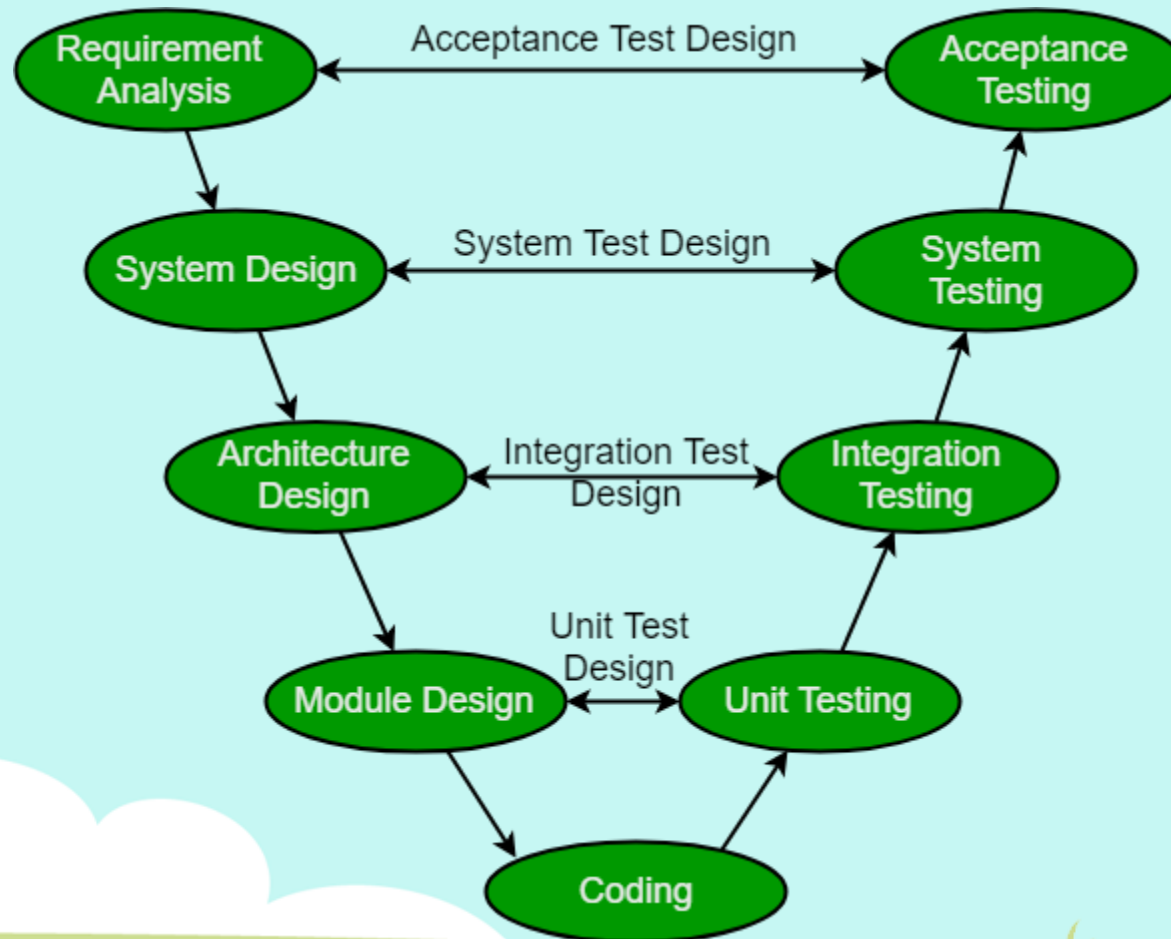 Requirement
Analysis
Acceptance Test Design
Acceptance
Testing
System Design
System Test Design
System
Testing
Architecture
Design
Integration Test
Design
Integration
Testing
Module Design
Unit Test
Design
Unit Testing
Coding